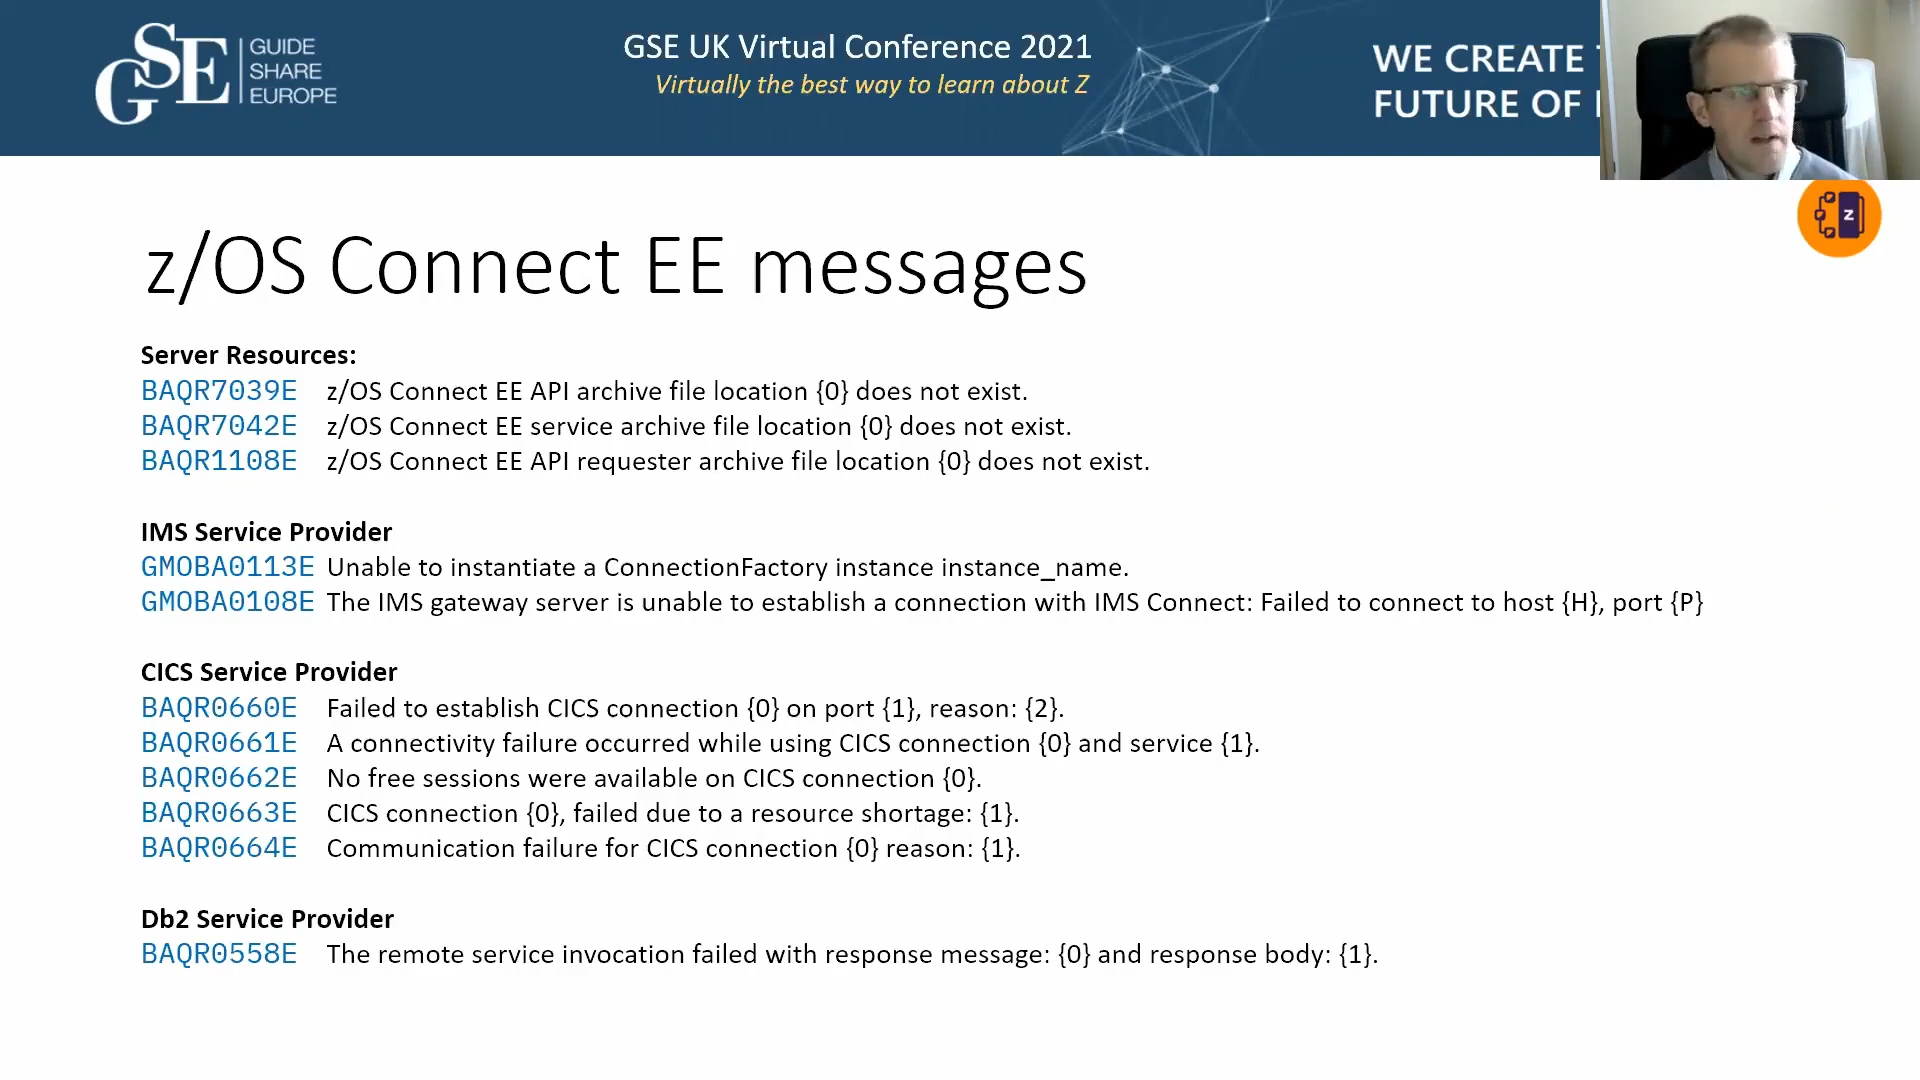 GSE
GUIDE
SHARE
EUROPE
GSE UK Virtual Conference 2021
Virtually the best way to learn about Z
WE CREATE
FUTURE OF
z/OS Connect EE messages
Z
Server Resources:
BAQR7039E z/OS Connect EE API archive file location {0} does not exist.
BAQR7042E z/OS Connect EE service archive file location {0} does not exist.
BAQR1108E z/OS Connect EE API requester archive file location {0} does not exist.
IMS Service Provider
GMOBA0113E Unable to instantiate a ConnectionFactory instance instance_name.
GMOBA0108E The IMS gateway server is unable to establish a connection with IMS Connect: Failed to connect to host {H}, port {P}
CICS Service Provider
BAQR0660E Failed to establish CICS connection {0} on port {1}, reason: {2}.
BAQR0661E A connectivity failure occurred while using CICS connection {0} and service {1}.
BAQR0662E No free sessions were available on CICS connection {0}.
BAQR0663E CICS connection {0}, failed due to a resource shortage: {1}.
BAQR0664E Communication failure for CICS connection {0} reason: {1}.
Db2 Service Provider
BAQR0558E The remote service invocation failed with response message: {0} and response body: {1}.